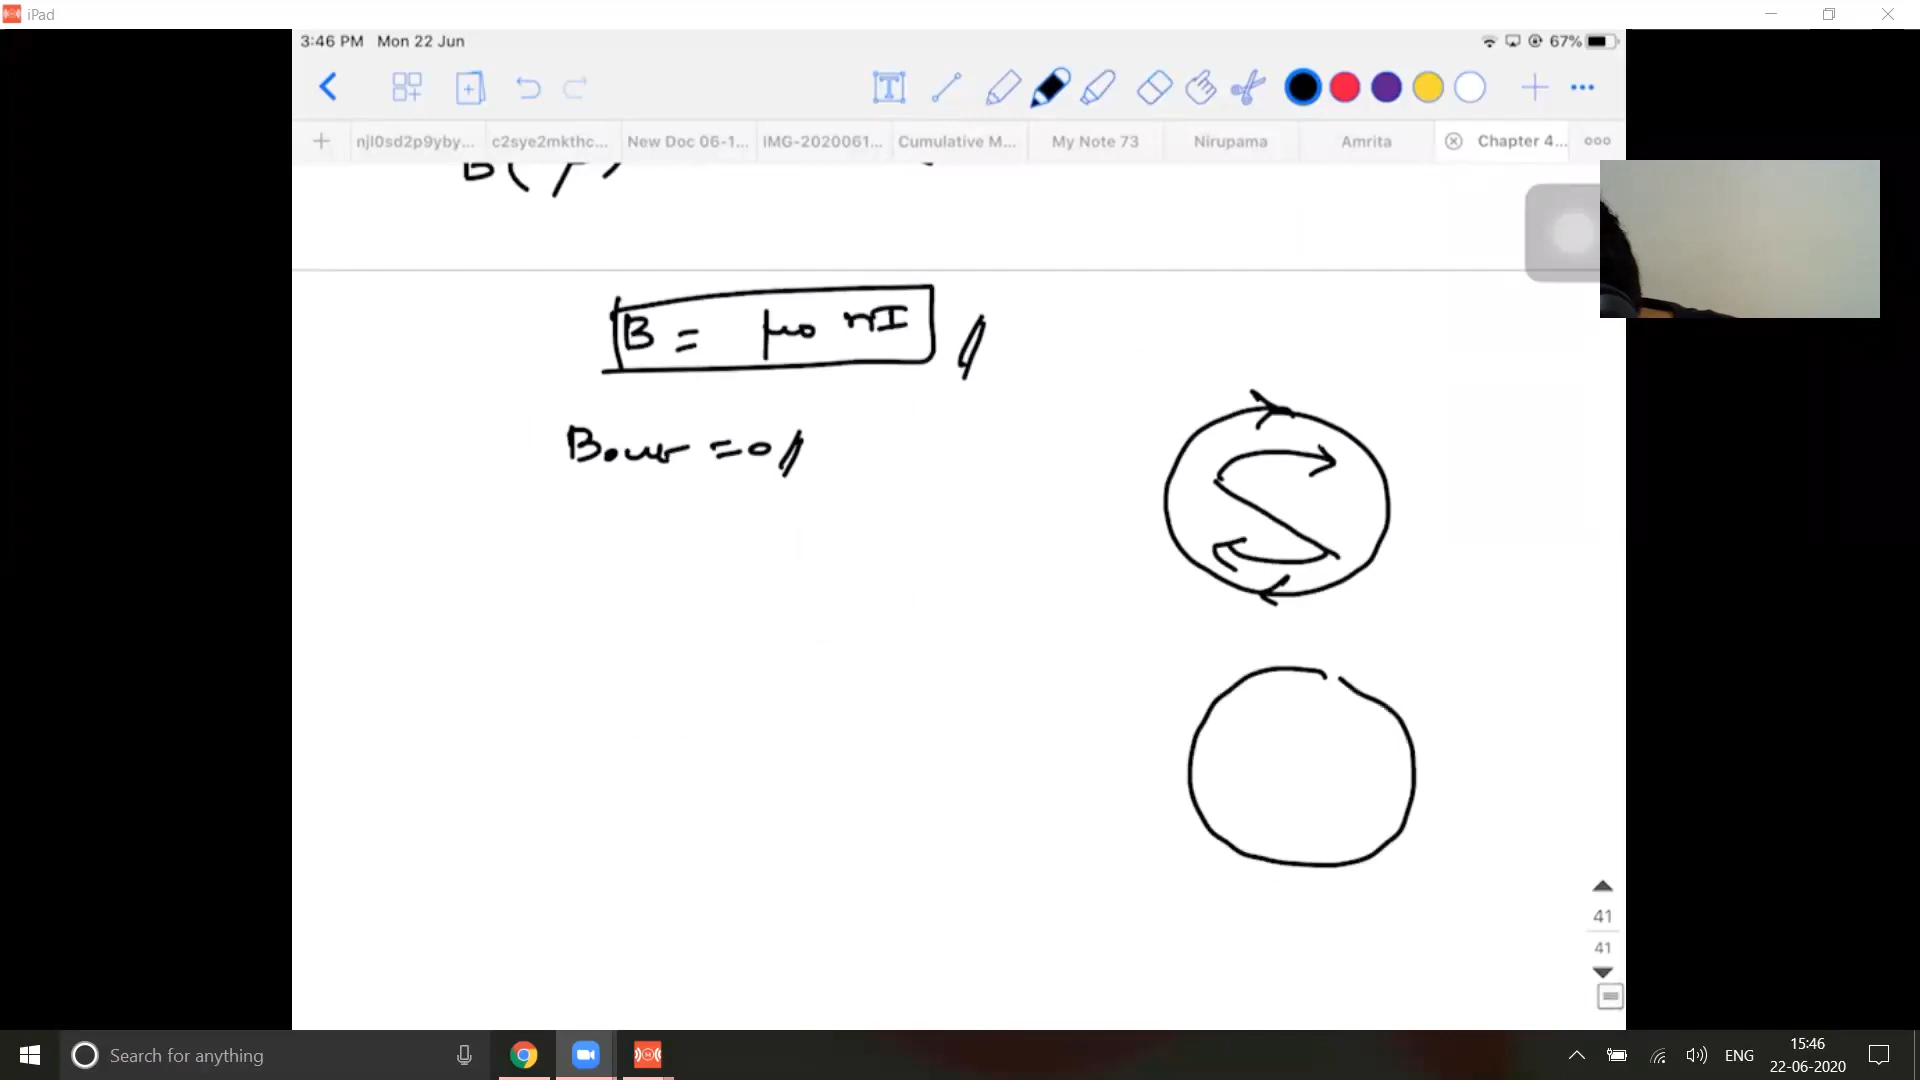 iPad
3:46 PM Mon 22 Jun
67%
njl0sd2p9yby... c2sye2mkthc... New Doc 06-1... IMG-2020061... Cumulative M... My Note 73 Nirupama Amrita Chapter 4...
B = μ0 nI
Bout = 0
S
41
41
Search for anything
ENG
15:46
22-06-2020